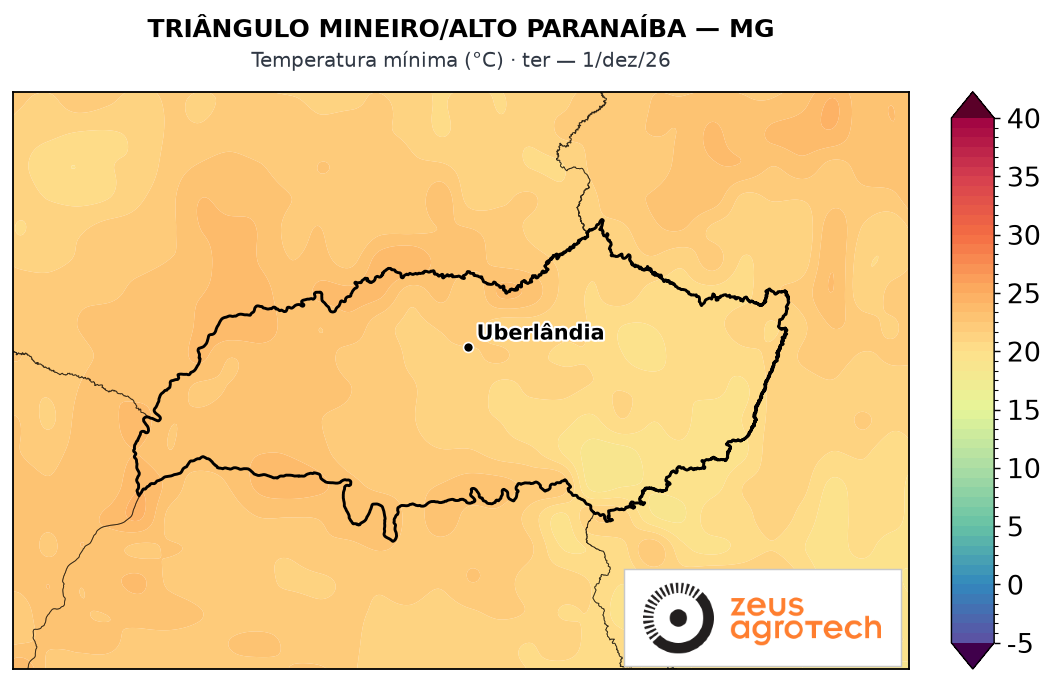 TRIÂNGULO MINEIRO/ALTO PARANAÍBA — MG
Temperatura mínima (°C) · ter — 1/dez/26
Uberlândia
40
35
30
25
20
15
10
5
0
-5
zeus
agrotech